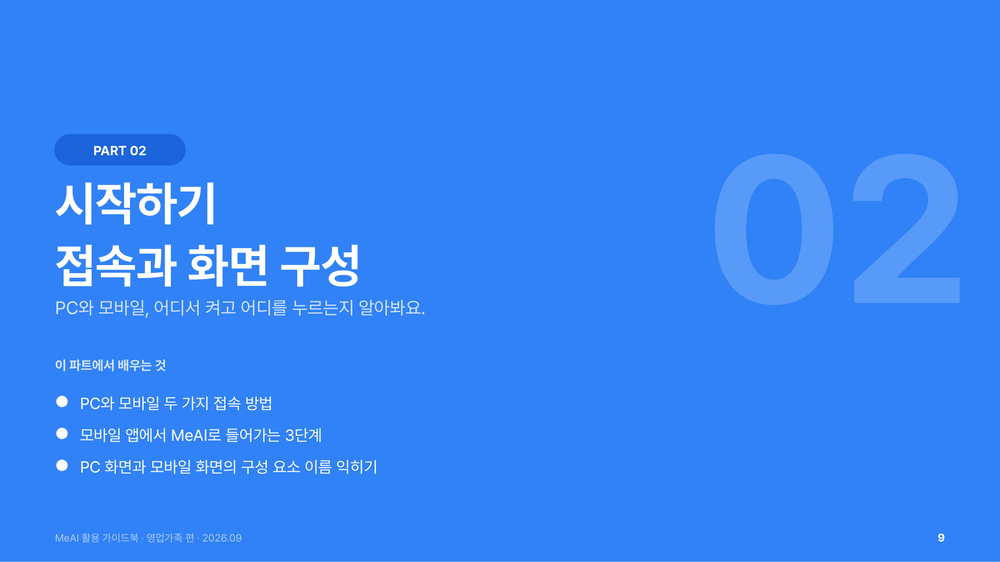 PART 02
시작하기
접속과 화면 구성
PC와 모바일, 어디서 켜고 어디를 누르는지 알아봐요.
02
이 파트에서 배우는 것
PC와 모바일 두 가지 접속 방법
모바일 앱에서 MeAI로 들어가는 3단계
PC 화면과 모바일 화면의 구성 요소 이름 익히기
MeAI 활용 가이드북 · 영업가족 편 · 2026.09
9